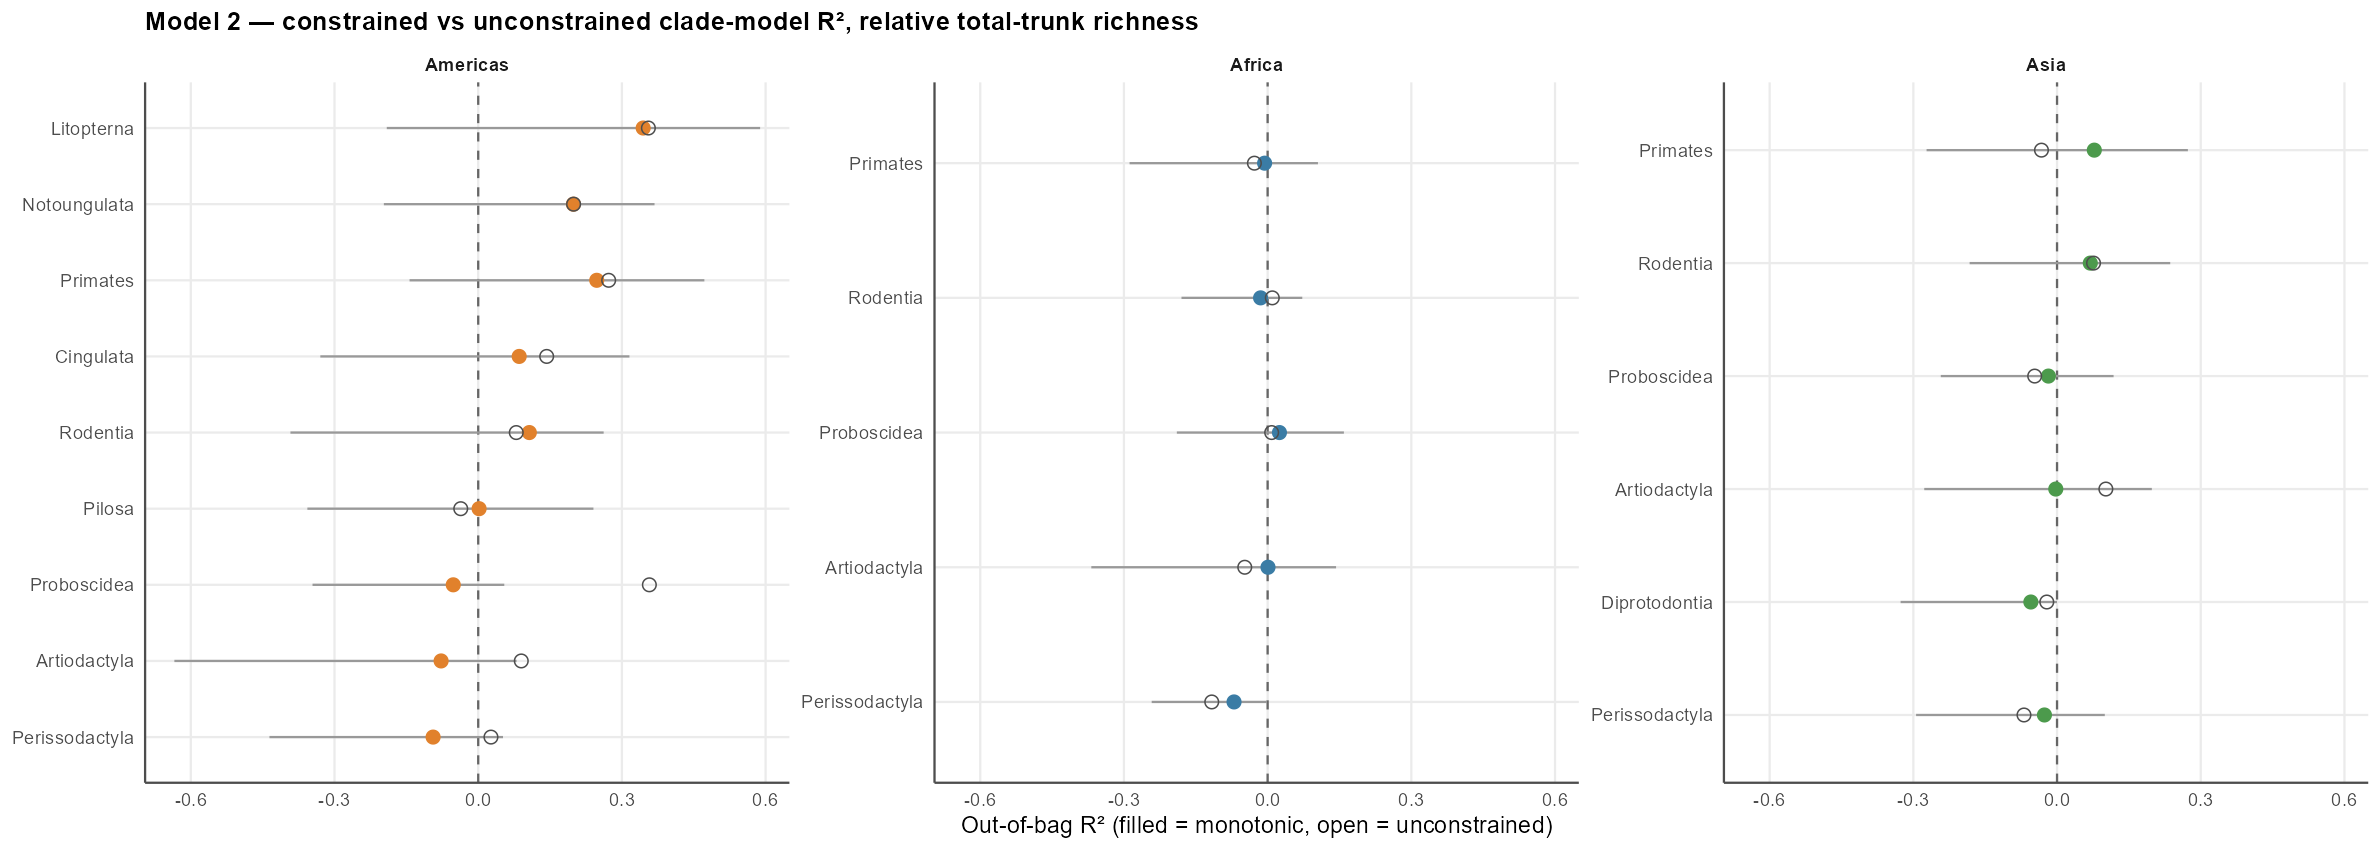 Model 2 — constrained vs unconstrained clade-model R², relative total-trunk richness
Americas
Litopterna
Notoungulata
Primates
Cingulata
Rodentia
Pilosa
Proboscidea
Artiodactyla
Perissodactyla
-0.6 -0.3 0.0 0.3 0.6
Africa
Primates
Rodentia
Proboscidea
Artiodactyla
Perissodactyla
-0.6 -0.3 0.0 0.3 0.6
Asia
Primates
Rodentia
Proboscidea
Artiodactyla
Diprotodontia
Perissodactyla
-0.6 -0.3 0.0 0.3 0.6
Out-of-bag R² (filled = monotonic, open = unconstrained)